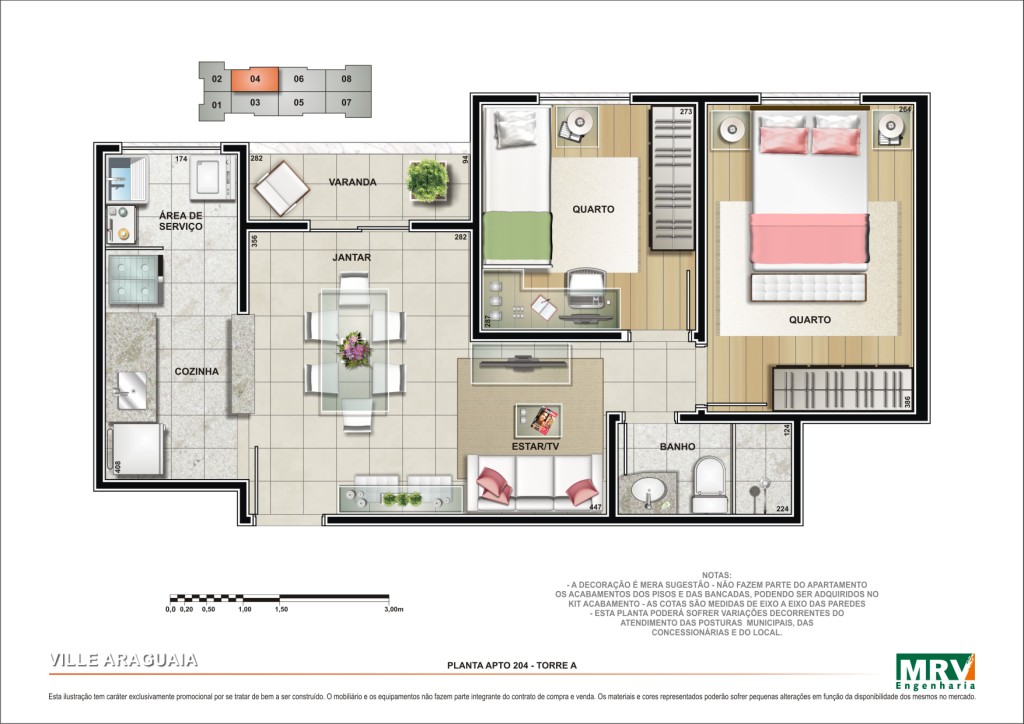 02 04 06 08
01 03 05 07
174
ÁREA DE
SERVIÇO
282
94
VARANDA
273
QUARTO
287
264
QUARTO
386
356
282
JANTAR
COZINHA
408
ESTAR/TV
447
BANHO
124
224
0,0 0,20 0,50 1,00 1,50 3,00m
NOTAS:
- A DECORAÇÃO É MERA SUGESTÃO - NÃO FAZEM PARTE DO APARTAMENTO
OS ACABAMENTOS DOS PISOS E DAS BANCADAS, PODENDO SER ADQUIRIDOS NO
KIT ACABAMENTO - AS COTAS SÃO MEDIDAS DE EIXO A EIXO DAS PAREDES
- ESTA PLANTA PODERÁ SOFRER VARIAÇÕES DECORRENTES DO
ATENDIMENTO DAS POSTURAS MUNICIPAIS, DAS
CONCESSIONÁRIAS E DO LOCAL.
VILLE ARAGUAIA
PLANTA APTO 204 - TORRE A
MRV
Engenharia
Esta ilustração tem caráter exclusivamente promocional por se tratar de bem a ser construído. O mobiliário e os equipamentos não fazem parte integrante do contrato de compra e venda. Os materiais e cores representados poderão sofrer pequenas alterações em função da disponibilidade dos mesmos no mercado.